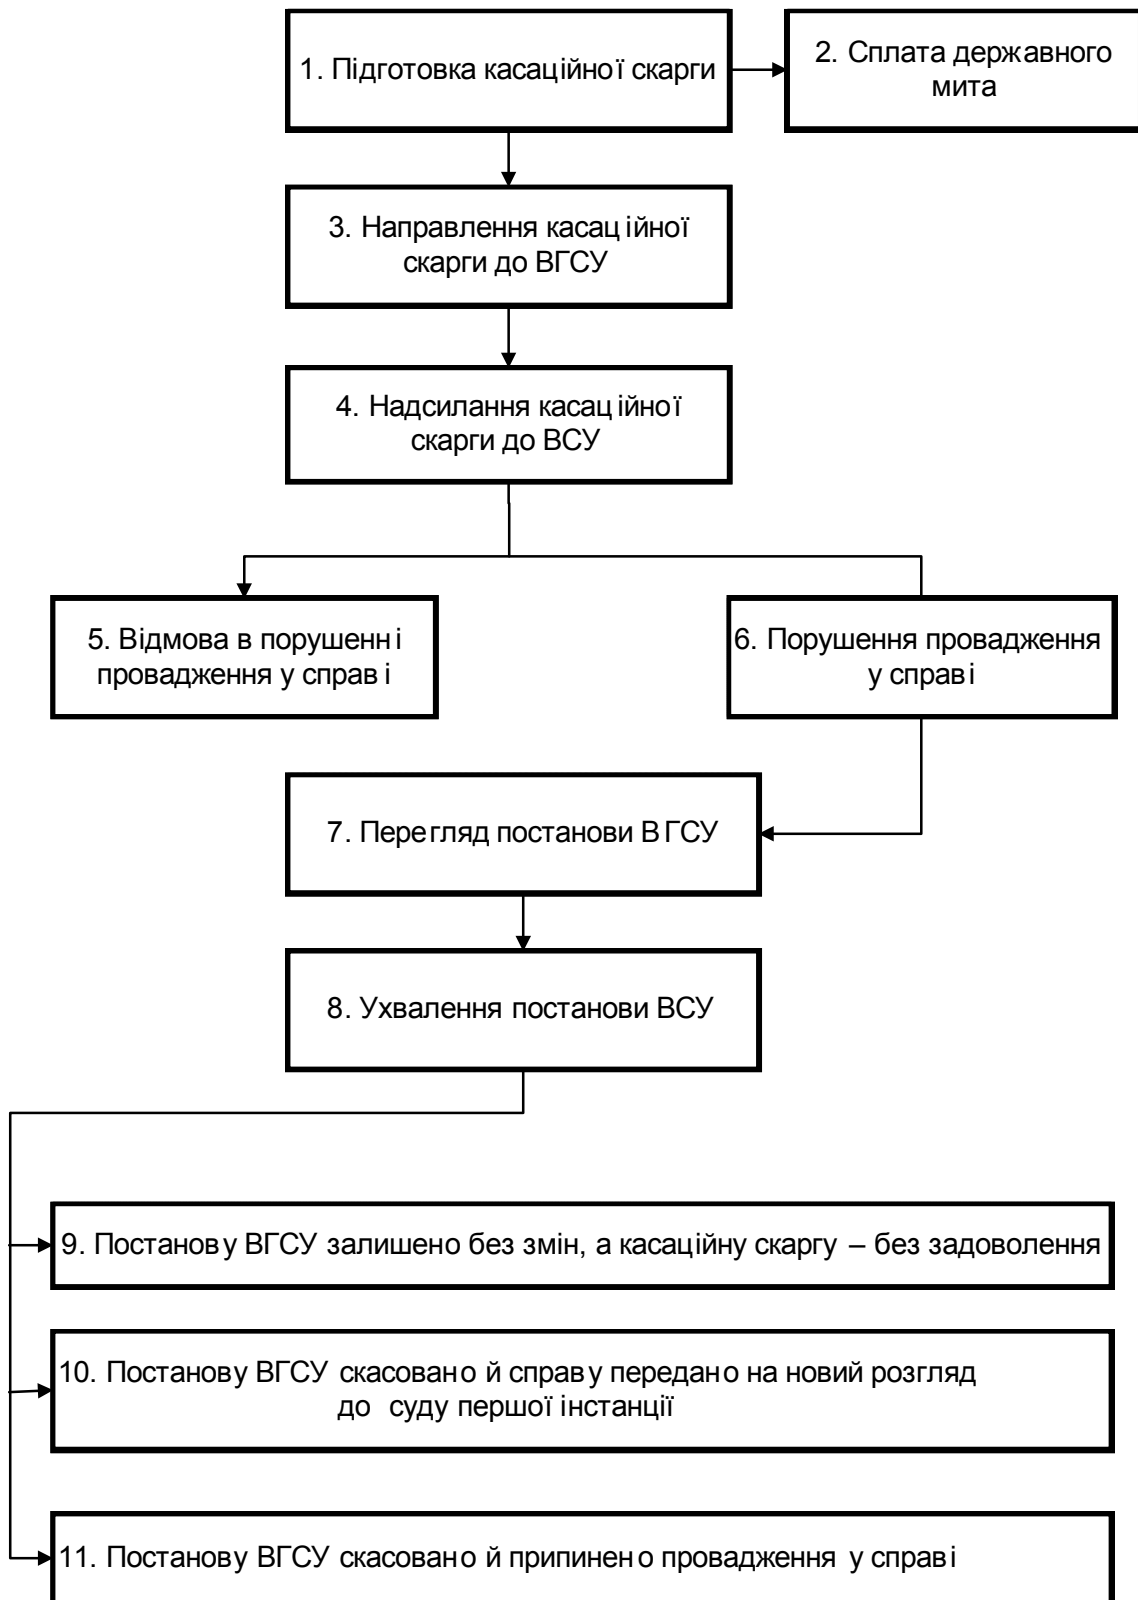 1. Підготовка касаційної скарги
2. Сплата державного
мита
3. Направлення касаційної
скарги до ВГСУ
4. Надсилання касаційної
скарги до ВСУ
5. Відмова в порушенні
провадження у справі
6. Порушення провадження
у справі
7. Перегляд постанови ВГСУ
8. Ухвалення постанови ВСУ
9. Постанову ВГСУ залишено без змін, а касаційну скаргу – без задоволення
10. Постанову ВГСУ скасовано й справу передано на новий розгляд
до суду першої інстанції
11. Постанову ВГСУ скасовано й припинено провадження у справі